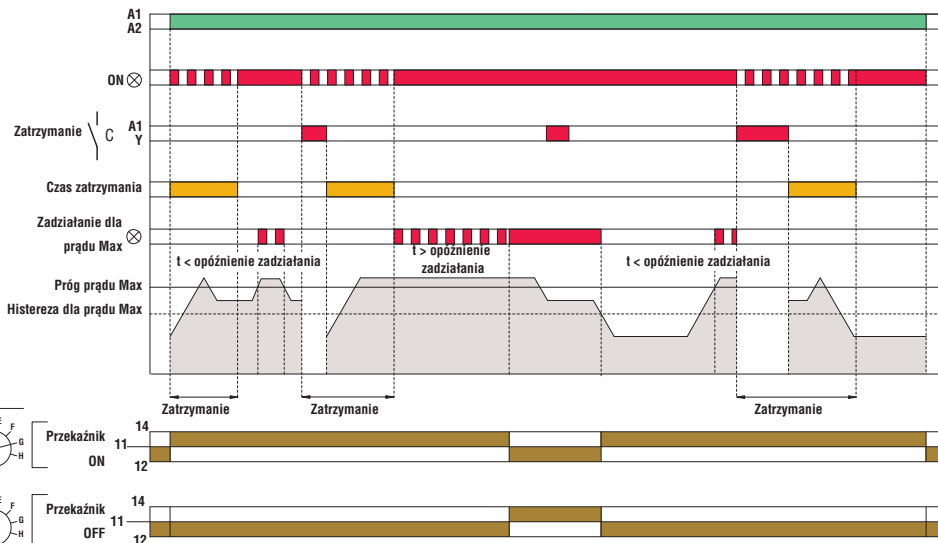 A1
A2
ON
Zatrzymanie C A1
Y
Czas zatrzymania
Zadziałanie dla
prądu Max
t < opóźnienie zadziałania
t > opóźnienie
zadziałania
t < opóźnienie zadziałania
Próg prądu Max
Histereza dla prądu Max
Zatrzymanie
Zatrzymanie
Zatrzymanie
E
F
G
H
Przekaźnik
ON
14
11
12
E
F
G
H
Przekaźnik
OFF
14
11
12